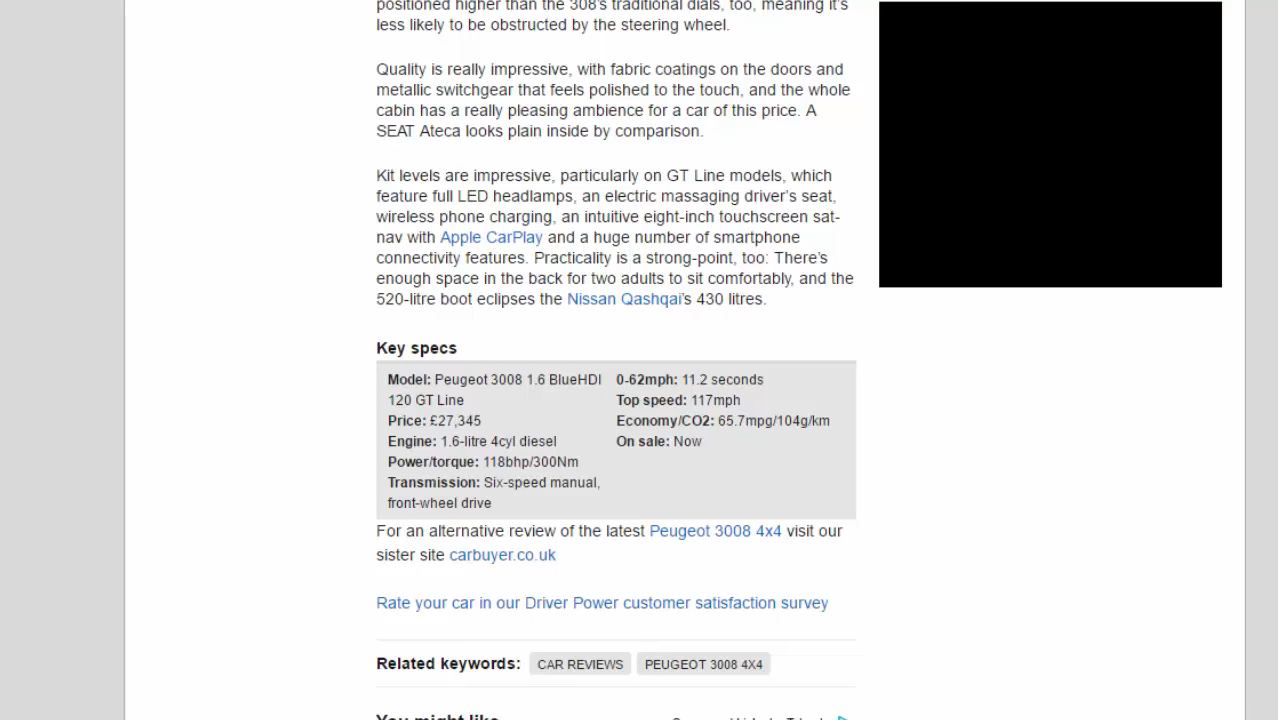 positioned higher than the 308's traditional dials, too, meaning it's
less likely to be obstructed by the steering wheel.
Quality is really impressive, with fabric coatings on the doors and
metallic switchgear that feels polished to the touch, and the whole
cabin has a really pleasing ambience for a car of this price. A
SEAT Ateca looks plain inside by comparison.
Kit levels are impressive, particularly on GT Line models, which
feature full LED headlamps, an electric massaging driver's seat,
wireless phone charging, an intuitive eight-inch touchscreen sat-
nav with Apple CarPlay and a huge number of smartphone
connectivity features. Practicality is a strong-point, too: There's
enough space in the back for two adults to sit comfortably, and the
520-litre boot eclipses the Nissan Qashqai's 430 litres.
Key specs
Model: Peugeot 3008 1.6 BlueHDI
120 GT Line
Price: £27,345
Engine: 1.6-litre 4cyl diesel
Power/torque: 118bhp/300Nm
Transmission: Six-speed manual,
front-wheel drive
0-62mph: 11.2 seconds
Top speed: 117mph
Economy/CO2: 65.7mpg/104g/km
On sale: Now
For an alternative review of the latest Peugeot 3008 4x4 visit our
sister site carbuyer.co.uk
Rate your car in our Driver Power customer satisfaction survey
Related keywords: CAR REVIEWS PEUGEOT 3008 4X4
You might like